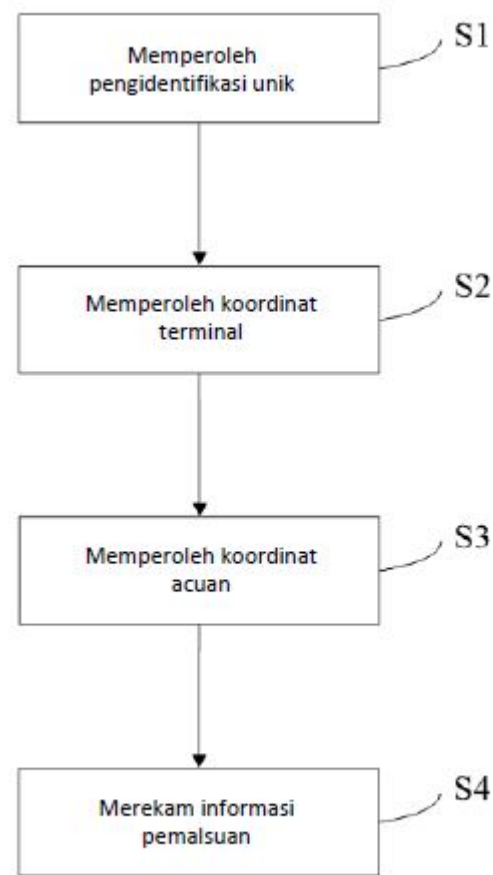 Memperoleh
pengidentifikasi unik
S1
Memperoleh koordinat
terminal
S2
Memperoleh koordinat
acuan
S3
Merekam informasi
pemalsuan
S4